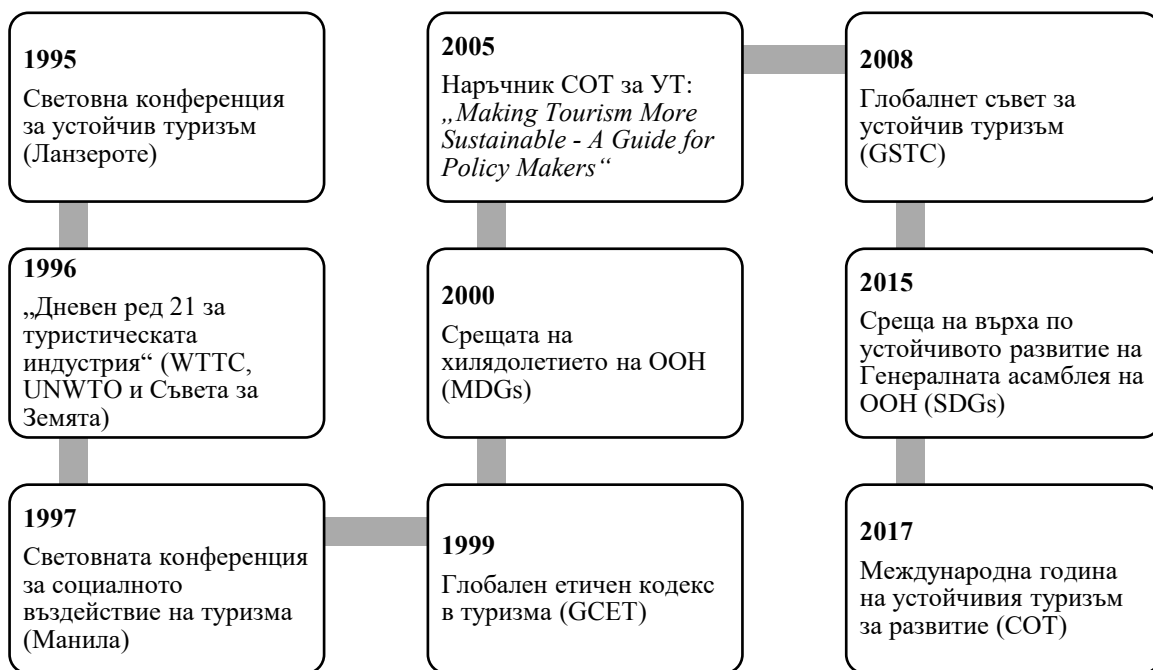 1995
Световна конференция
за устойчив туризъм
(Ланзероте)
1996
„Дневен ред 21 за
туристическата
индустрия“ (WTTC,
UNWTO и Съвета за
Земята)
1997
Световната конференция
за социалното
въздействие на туризма
(Манила)
1999
Глобален етичен кодекс
в туризма (GCET)
2000
Срещата на
хилядолетието на ООН
(MDGs)
2005
Наръчник СОТ за УТ:
„Making Tourism More
Sustainable - A Guide for
Policy Makers“
2008
Глобалнет съвет за
устойчив туризъм
(GSTC)
2015
Среща на върха по
устойчивото развитие на
Генералната асамблея на
ООН (SDGs)
2017
Международна година
на устойчивия туризъм
за развитие (СОТ)